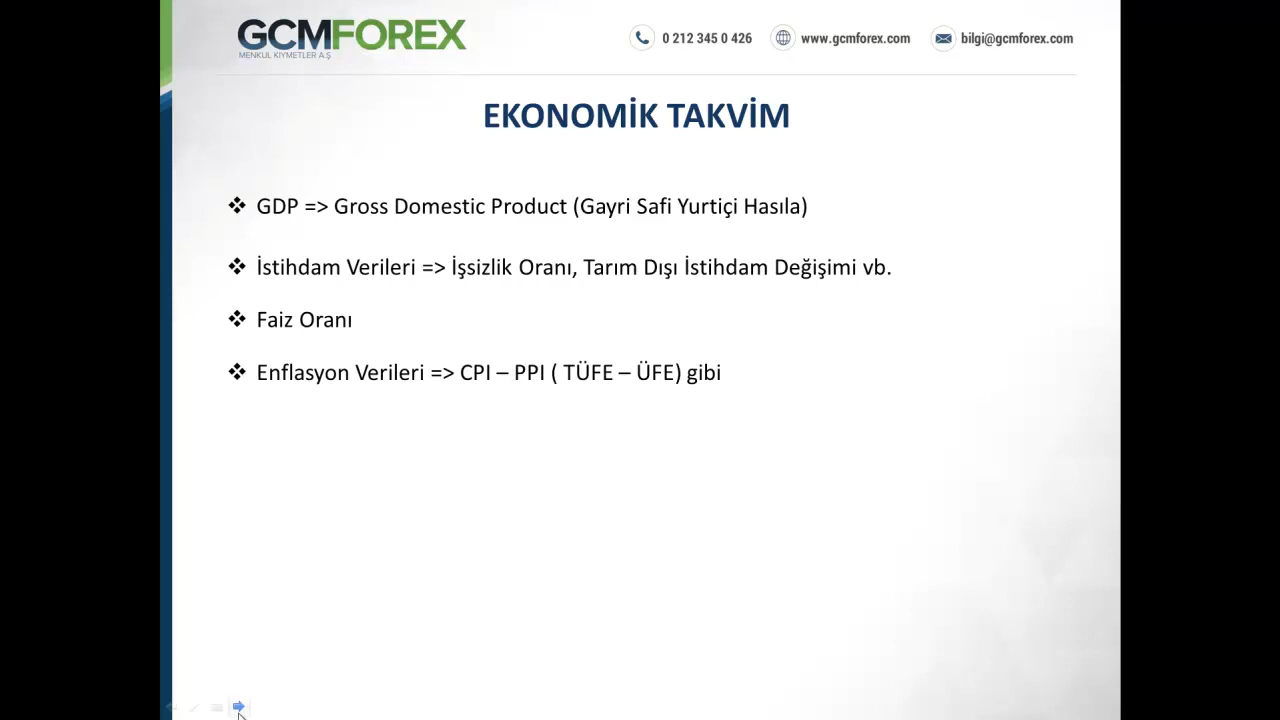 GCMFOREX
MENKUL KIYMETLER A.Ş
0 212 345 0 426
www.gcmforex.com
bilgi@gcmforex.com
EKONOMİK TAKVİM
❖ GDP => Gross Domestic Product (Gayri Safi Yurtiçi Hasıla)
❖ İstihdam Verileri => İşsizlik Oranı, Tarım Dışı İstihdam Değişimi vb.
❖ Faiz Oranı
❖ Enflasyon Verileri => CPI – PPI ( TÜFE – ÜFE) gibi